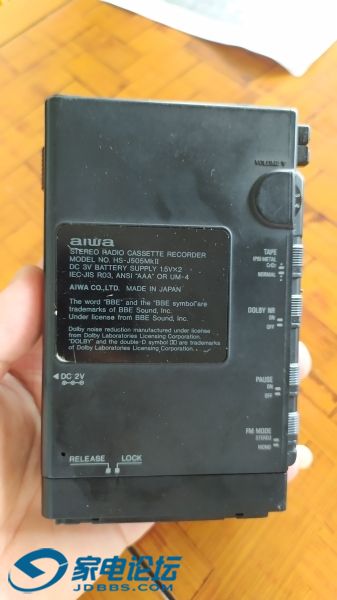 VOLUME
aiwa
STEREO RADIO CASSETTE RECORDER
MODEL NO. HS-J505MkII
DC 3V BATTERY SUPPLY 1.5V×2
IEC·JIS R03, ANSI "AAA" OR UM-4
AIWA CO.,LTD. MADE IN JAPAN
The word "BBE" and the "BBE symbol"are
trademarks of BBE Sound, Inc.
Under license from BBE Sound, Inc.
Dolby noise reduction manufactured under license
from Dolby Laboratories Licensing Corporation.
"DOLBY" and the double-D symbol are trademarks
of Dolby Laboratories Licensing Corporation.
TAPE
METAL
CrO2
NORMAL
DOLBY NR
ON
OFF
DC 2V
PAUSE
ON
OFF
FM MODE
STEREO
MONO
RELEASE LOCK
家电论坛
JDBBS.COM